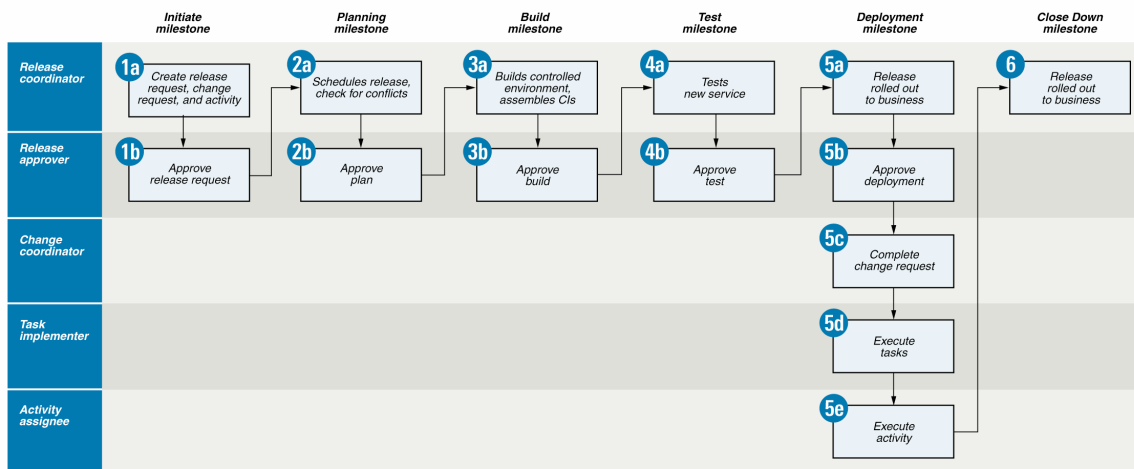 Initiate
milestone
Planning
milestone
Build
milestone
Test
milestone
Deployment
milestone
Close Down
milestone
Release
coordinator
1a
Create release
request, change
request, and activity
2a
Schedules release,
check for conflicts
3a
Builds controlled
environment,
assembles CIs
4a
Tests
new service
5a
Release
rolled out
to business
6
Release
rolled out
to business
Release
approver
1b
Approve
release request
2b
Approve
plan
3b
Approve
build
4b
Approve
test
5b
Approve
deployment
Change
coordinator
5c
Complete
change request
Task
implementer
5d
Execute
tasks
Activity
assignee
5e
Execute
activity